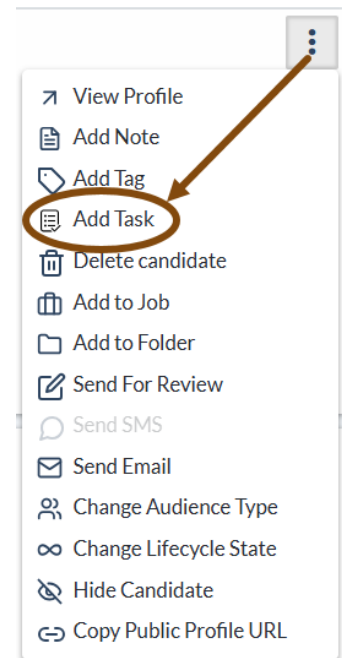 View Profile
Add Note
Add Tag
Add Task
Delete candidate
Add to Job
Add to Folder
Send For Review
Send SMS
Send Email
Change Audience Type
Change Lifecycle State
Hide Candidate
Copy Public Profile URL